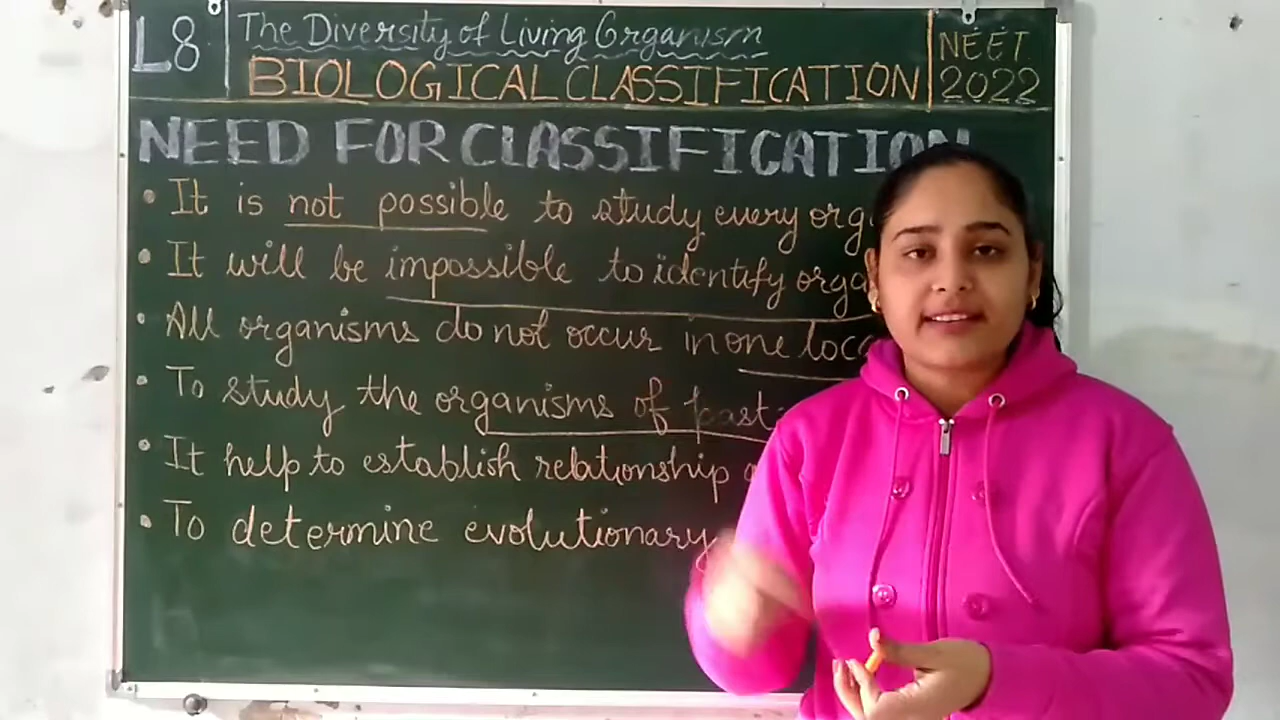 L8
The Diversity of Living Organism
BIOLOGICAL CLASSIFICATION
NEET
2022
NEED FOR CLASSIFICATION
• It is not possible to study every
• It will be impossible to identify
• All organisms do not occur in one
• To study the organisms of past
• It help to establish relationship
• To determine evolutionary